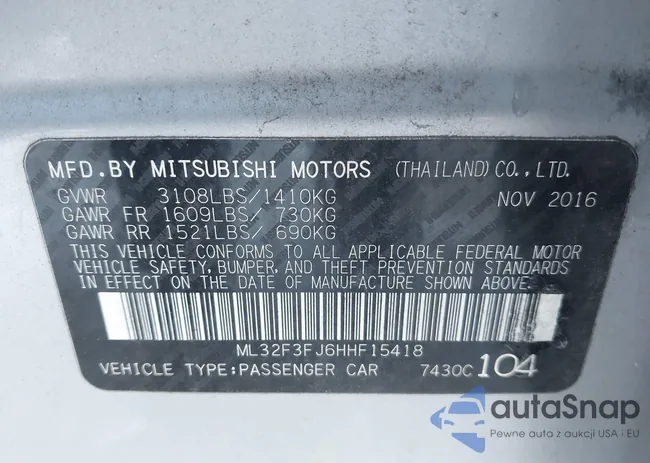 MFD.BY MITSUBISHI MOTORS (THAILAND) CO., LTD.
GVWR 3108LBS/1410KG NOV 2016
GAWR FR 1609LBS/ 730KG
GAWR RR 1521LBS/ 690KG
THIS VEHICLE CONFORMS TO ALL APPLICABLE FEDERAL MOTOR
VEHICLE SAFETY, BUMPER, AND THEFT PREVENTION STANDARDS
IN EFFECT ON THE DATE OF MANUFACTURE SHOWN ABOVE.
ML32F3FJ6HHF15418
VEHICLE TYPE:PASSENGER CAR 7430C 104
autaSnap
Pewne auta z aukcji USA i EU